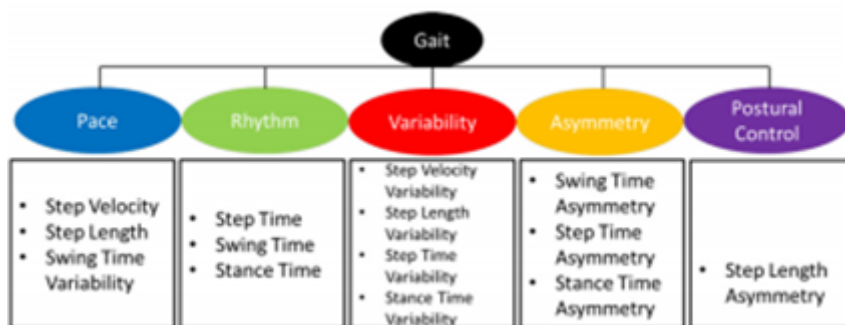 Gait
Pace
Rhythm
Variability
Asymmetry
Postural
Control
• Step Velocity
• Step Length
• Swing Time
Variability
• Step Time
• Swing Time
• Stance Time
• Step Velocity
Variability
• Step Length
Variability
• Step Time
Variability
• Stance Time
Variability
• Swing Time
Asymmetry
• Step Time
Asymmetry
• Stance Time
Asymmetry
• Step Length
Asymmetry